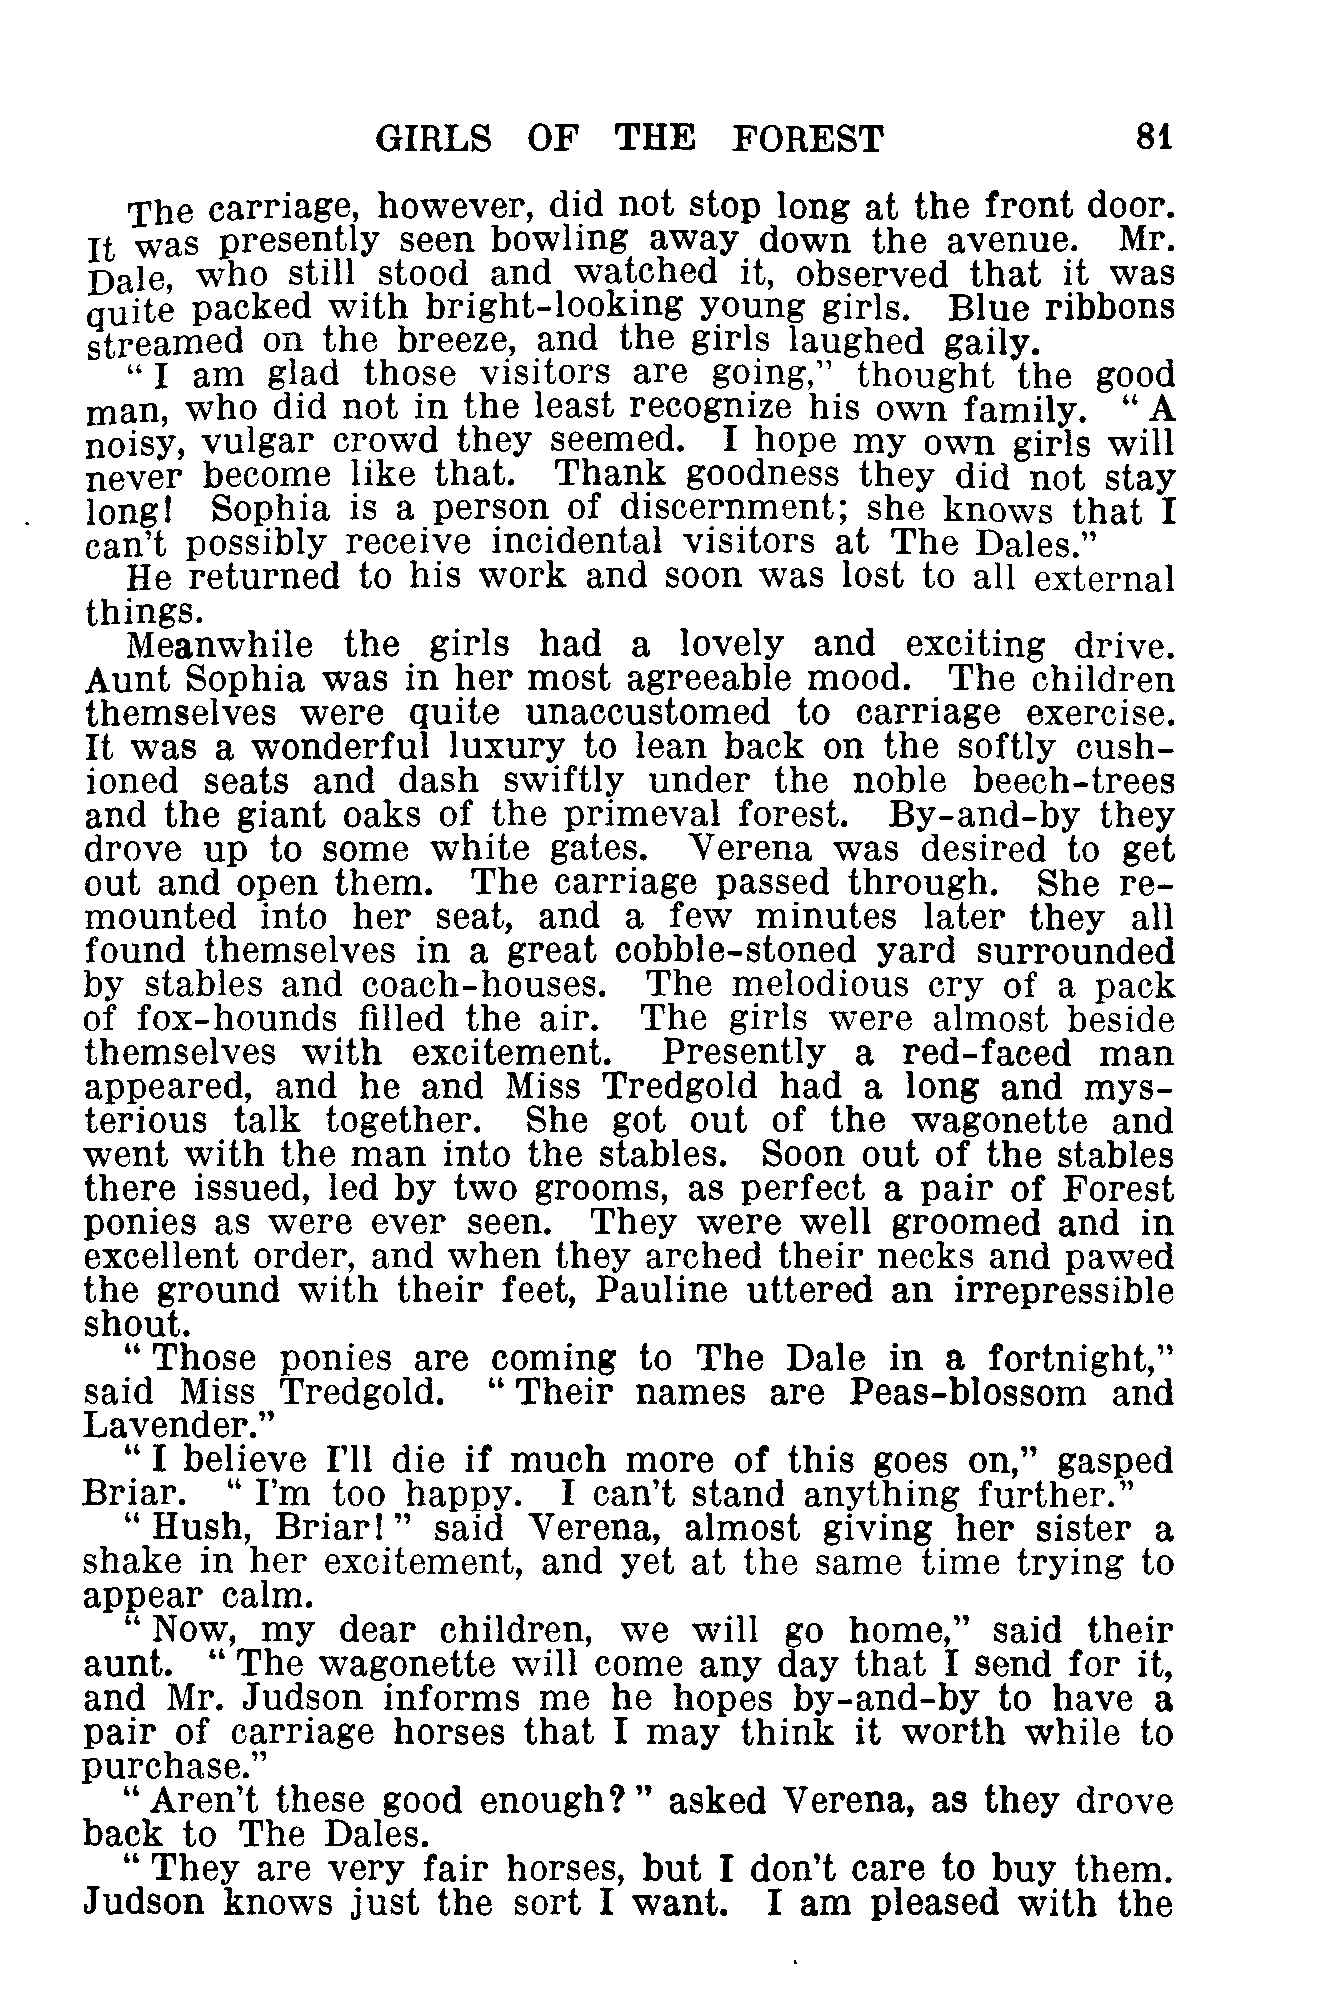 GIRLS OF THE FOREST 81
The carriage, however, did not stop long at the front door.
It was presently seen bowling away down the avenue. Mr.
Dale, who still stood and watched it, observed that it was
quite packed with bright-looking young girls. Blue ribbons
streamed on the breeze, and the girls laughed gaily.
“ I am glad those visitors are going,” thought the good
man, who did not in the least recognize his own family. “ A
noisy, vulgar crowd they seemed. I hope my own girls will
never become like that. Thank goodness they did not stay
long! Sophia is a person of discernment; she knows that I
can’t possibly receive incidental visitors at The Dales.”
He returned to his work and soon was lost to all external
things.
Meanwhile the girls had a lovely and exciting drive.
Aunt Sophia was in her most agreeable mood. The children
themselves were quite unaccustomed to carriage exercise.
It was a wonderful luxury to lean back on the softly cush-
ioned seats and dash swiftly under the noble beech-trees
and the giant oaks of the primeval forest. By-and-by they
drove up to some white gates. Verena was desired to get
out and open them. The carriage passed through. She re-
mounted into her seat, and a few minutes later they all
found themselves in a great cobble-stoned yard surrounded
by stables and coach-houses. The melodious cry of a pack
of fox-hounds filled the air. The girls were almost beside
themselves with excitement. Presently a red-faced man
appeared, and he and Miss Tredgold had a long and mys-
terious talk together. She got out of the wagonette and
went with the man into the stables. Soon out of the stables
there issued, led by two grooms, as perfect a pair of Forest
ponies as were ever seen. They were well groomed and in
excellent order, and when they arched their necks and pawed
the ground with their feet, Pauline uttered an irrepressible
shout.
“ Those ponies are coming to The Dale in a fortnight,”
said Miss Tredgold. “ Their names are Peas-blossom and
Lavender.”
“ I believe I’ll die if much more of this goes on,” gasped
Briar. “ I’m too happy. I can’t stand anything further.”
“ Hush, Briar! ” said Verena, almost giving her sister a
shake in her excitement, and yet at the same time trying to
appear calm.
“ Now, my dear children, we will go home,” said their
aunt. “ The wagonette will come any day that I send for it,
and Mr. Judson informs me he hopes by-and-by to have a
pair of carriage horses that I may think it worth while to
purchase.”
“ Aren’t these good enough? ” asked Verena, as they drove
back to The Dales.
“ They are very fair horses, but I don’t care to buy them.
Judson knows just the sort I want. I am pleased with the